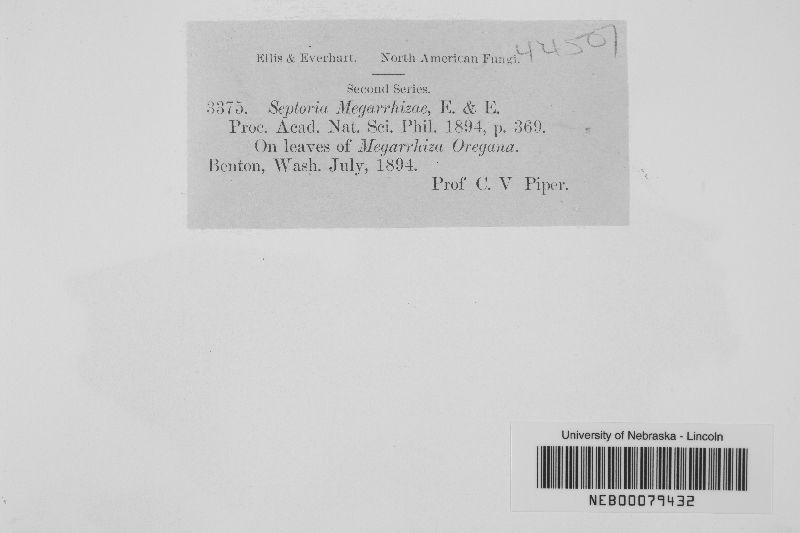 Ellis & Everhart. North American Fungi. 44507
Second Series.
3375. Septoria Megarrhizae, E. & E.
Proc. Acad. Nat. Sci. Phil. 1894, p. 369.
On leaves of Megarrhiza Oregana.
Benton, Wash. July, 1894.
Prof C. V Piper.
University of Nebraska - Lincoln
NEB00079432